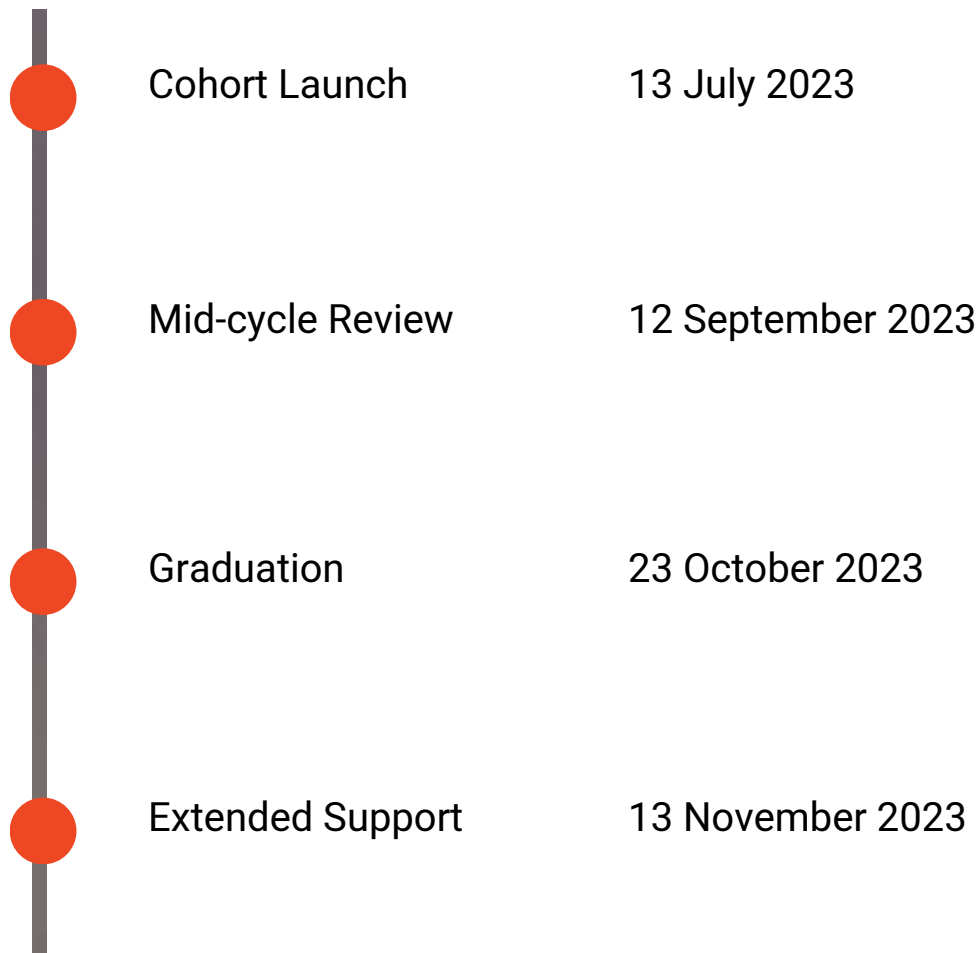 Cohort Launch 13 July 2023
Mid-cycle Review 12 September 2023
Graduation 23 October 2023
Extended Support 13 November 2023